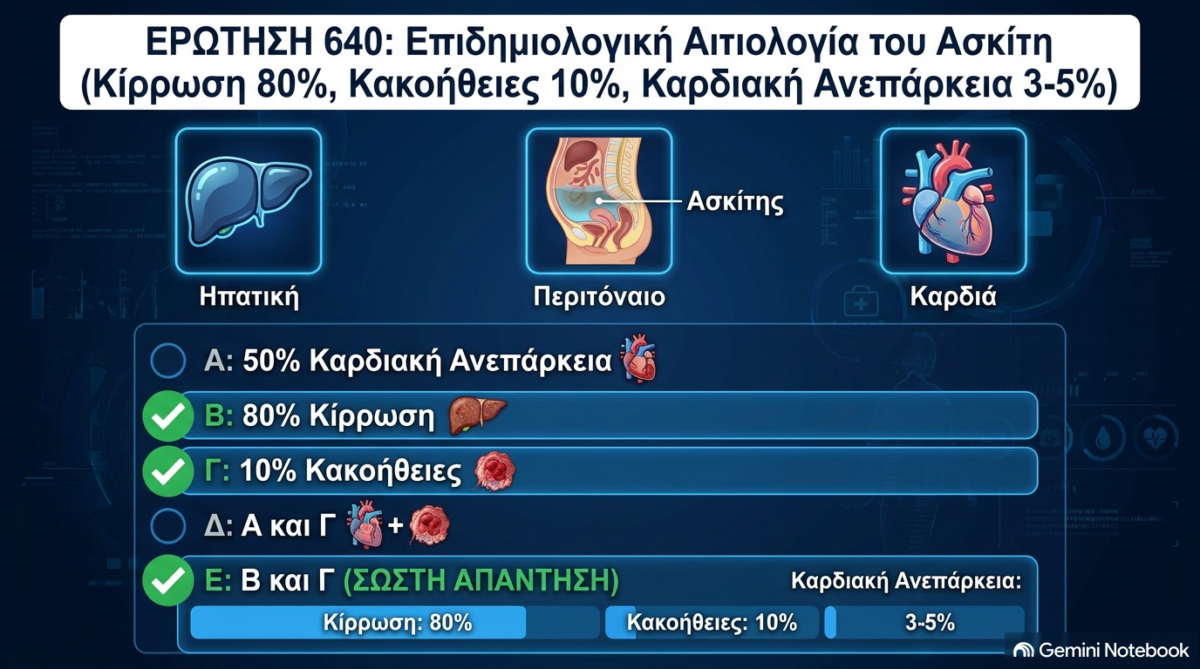 ΕΡΩΤΗΣΗ 640: Επιδημιολογική Αιτιολογία του Ασκίτη
(Κίρρωση 80%, Κακοήθειες 10%, Καρδιακή Ανεπάρκεια 3-5%)
Ασκίτης
Ηπατική
Περιτόναιο
Καρδιά
Α: 50% Καρδιακή Ανεπάρκεια
Β: 80% Κίρρωση
Γ: 10% Κακοήθειες
Δ: Α και Γ
+
Ε: Β και Γ (ΣΩΣΤΗ ΑΠΑΝΤΗΣΗ)
Καρδιακή Ανεπάρκεια:
Κίρρωση: 80%
Κακοήθειες: 10%
3-5%
Gemini Notebook